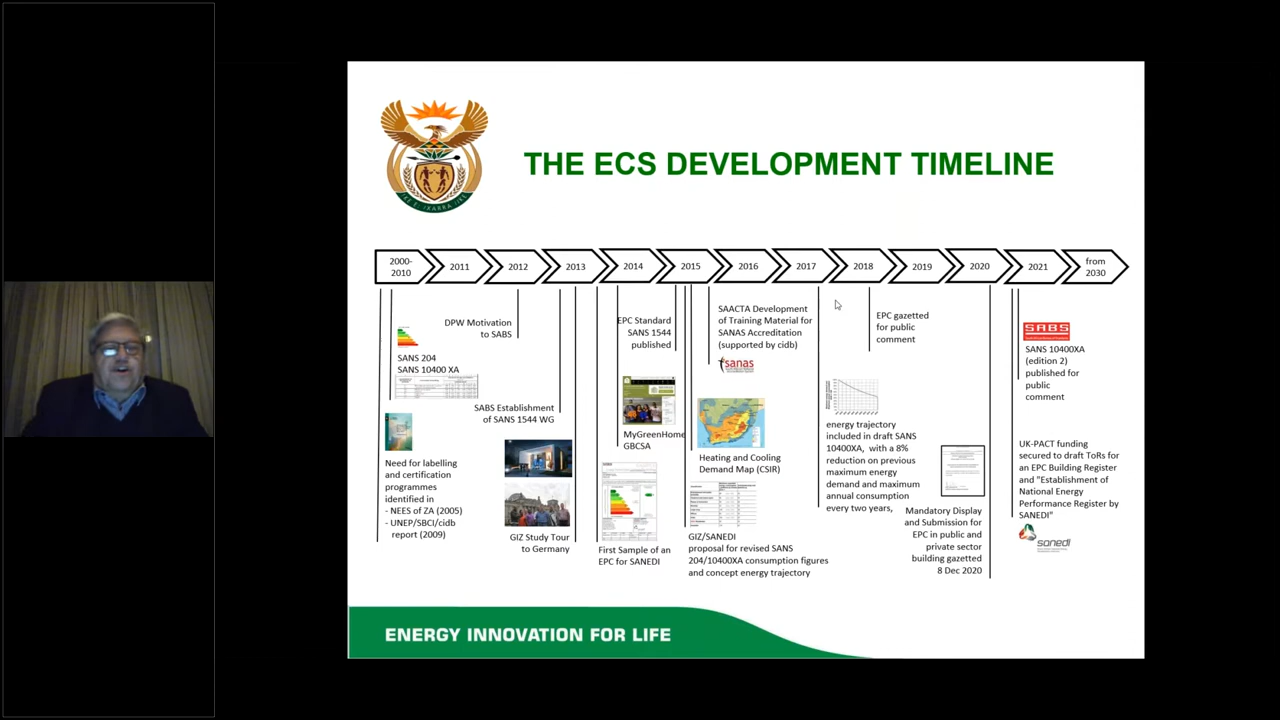 THE ECS DEVELOPMENT TIMELINE
2000-
2010
2011
2012
2013
2014
2015
2016
2017
2018
2019
2020
2021
from
2030
SANS 204
SANS 10400 XA
Need for labelling
and certification
programmes
identified in
- NEES of ZA (2005)
- UNEP/SBCI/cidb
report (2009)
DPW Motivation
to SABS
SABS Establishment
of SANS 1544 WG
GIZ Study Tour
to Germany
EPC Standard
SANS 1544
published
MyGreenHome
GBCSA
First Sample of an
EPC for SANEDI
SAACTA Development
of Training Material for
SANAS Accreditation
(supported by cidb)
sanas
Heating and Cooling
Demand Map (CSIR)
GIZ/SANEDI
proposal for revised SANS
204/10400XA consumption figures
and concept energy trajectory
EPC gazetted
for public
comment
energy trajectory
included in draft SANS
10400XA, with a 8%
reduction on previous
maximum energy
demand and maximum
annual consumption
every two years,
Mandatory Display
and Submission for
EPC in public and
private sector
building gazetted
8 Dec 2020
SABS
SANS 10400XA
(edition 2)
published for
public
comment
UK-PACT funding
secured to draft ToRs for
an EPC Building Register
and "Establishment of
National Energy
Performance Register by
SANEDI"
sanedi
ENERGY INNOVATION FOR LIFE